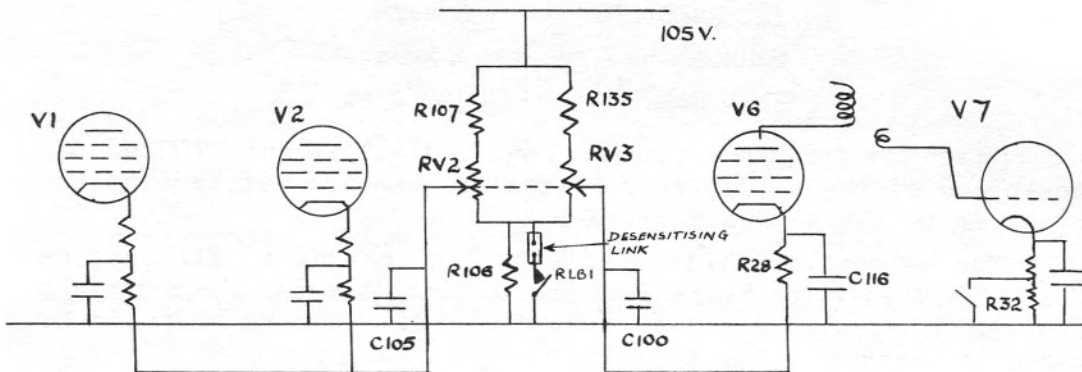 105 V.
V1
V2
R107
R135
V6
V7
RV2
RV3
DESENSITISING
LINK
R106
RLB1
R28
C116
R32
C105
C100